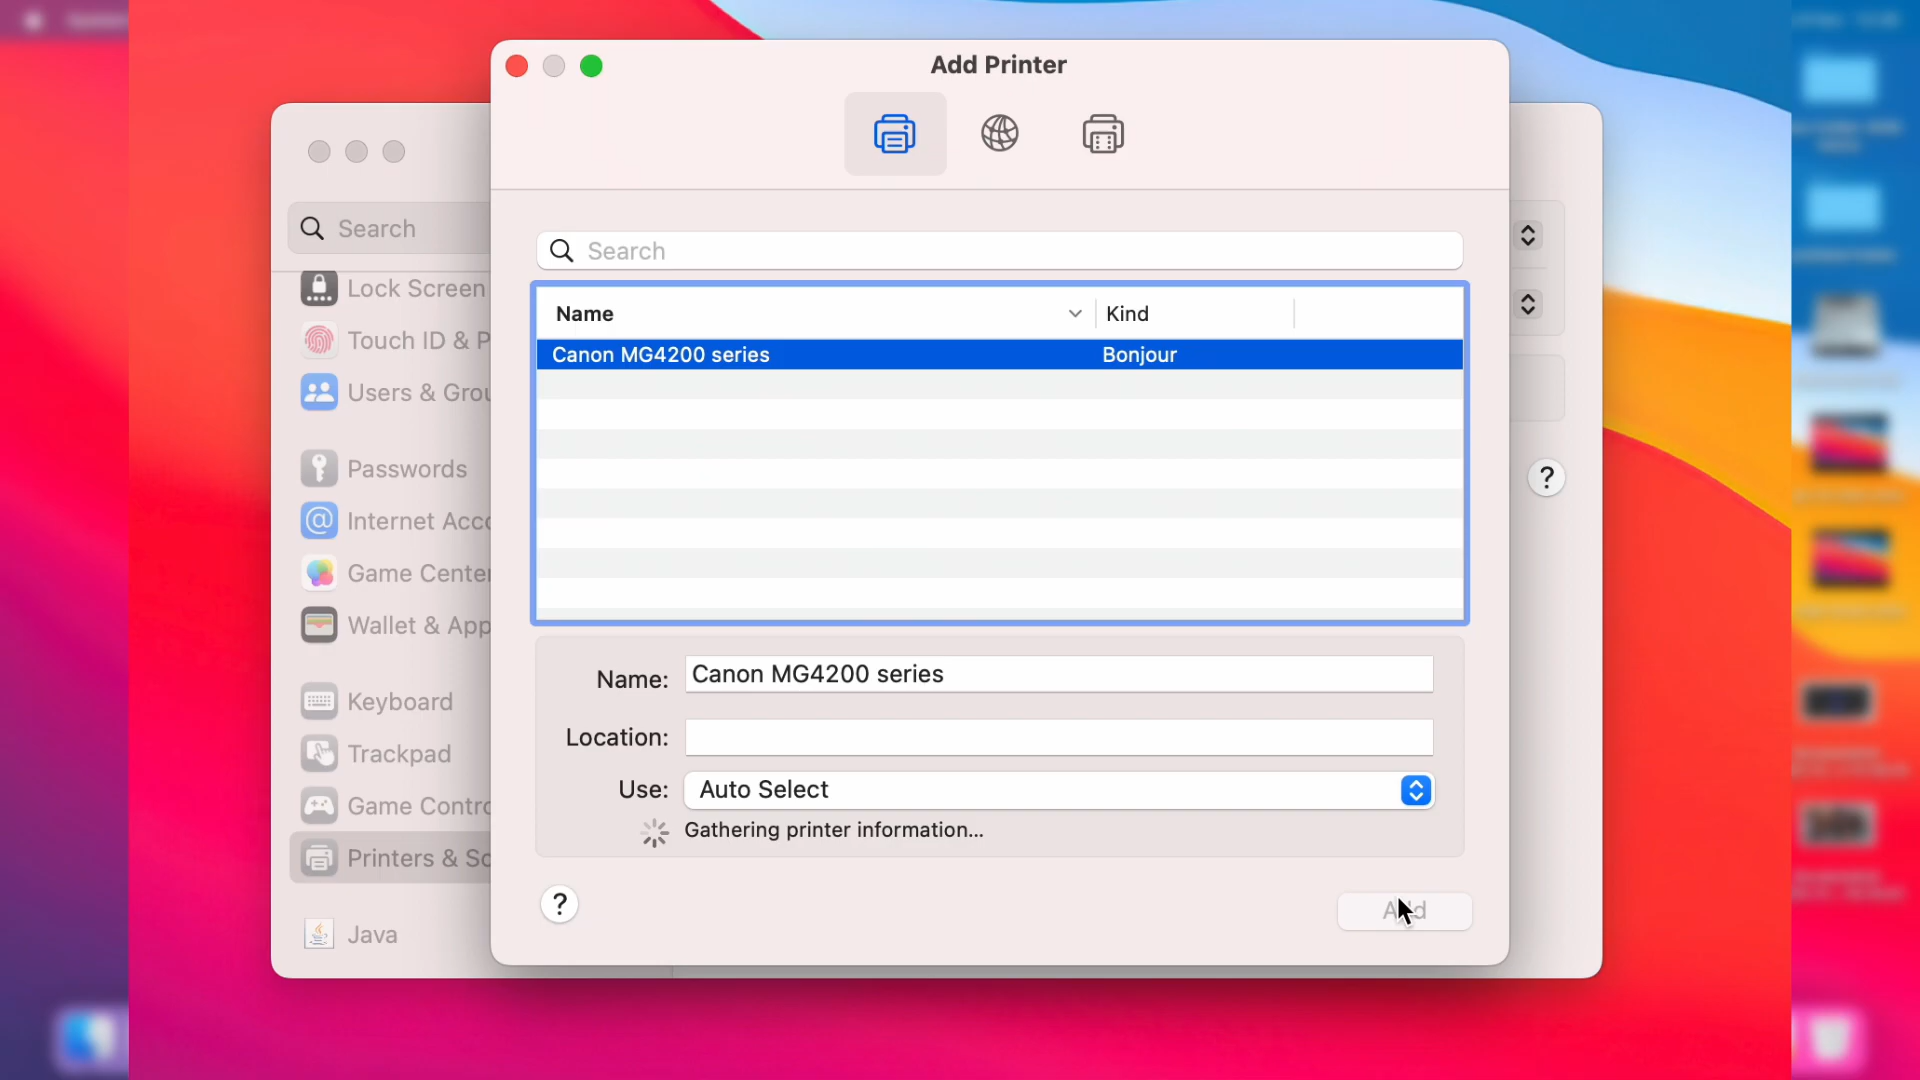 Add Printer
Search
Lock Screen
Touch ID & P
Users & Grou
Passwords
Internet Acco
Game Center
Wallet & App
Keyboard
Trackpad
Game Contro
Printers & Sc
Java
Search
Name Kind
Canon MG4200 series Bonjour
Name: Canon MG4200 series
Location:
Use: Auto Select
Gathering printer information...
?
Add
?